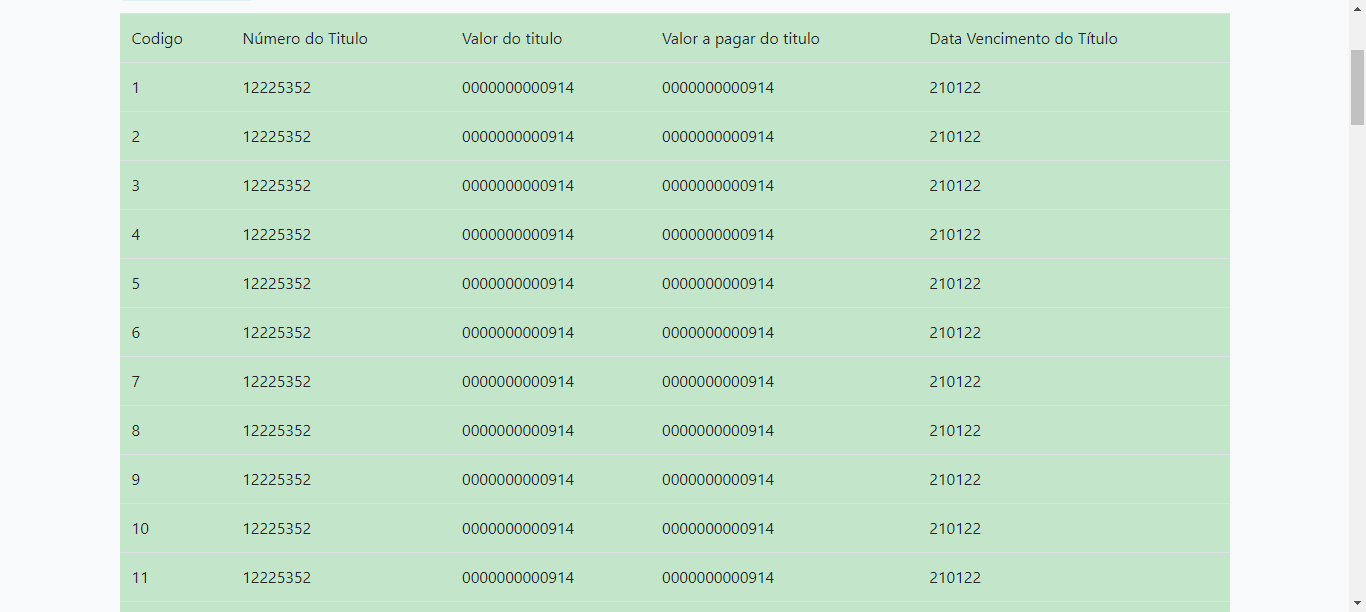 Codigo Número do Titulo Valor do titulo Valor a pagar do titulo Data Vencimento do Título
1 12225352 0000000000914 0000000000914 210122
2 12225352 0000000000914 0000000000914 210122
3 12225352 0000000000914 0000000000914 210122
4 12225352 0000000000914 0000000000914 210122
5 12225352 0000000000914 0000000000914 210122
6 12225352 0000000000914 0000000000914 210122
7 12225352 0000000000914 0000000000914 210122
8 12225352 0000000000914 0000000000914 210122
9 12225352 0000000000914 0000000000914 210122
10 12225352 0000000000914 0000000000914 210122
11 12225352 0000000000914 0000000000914 210122